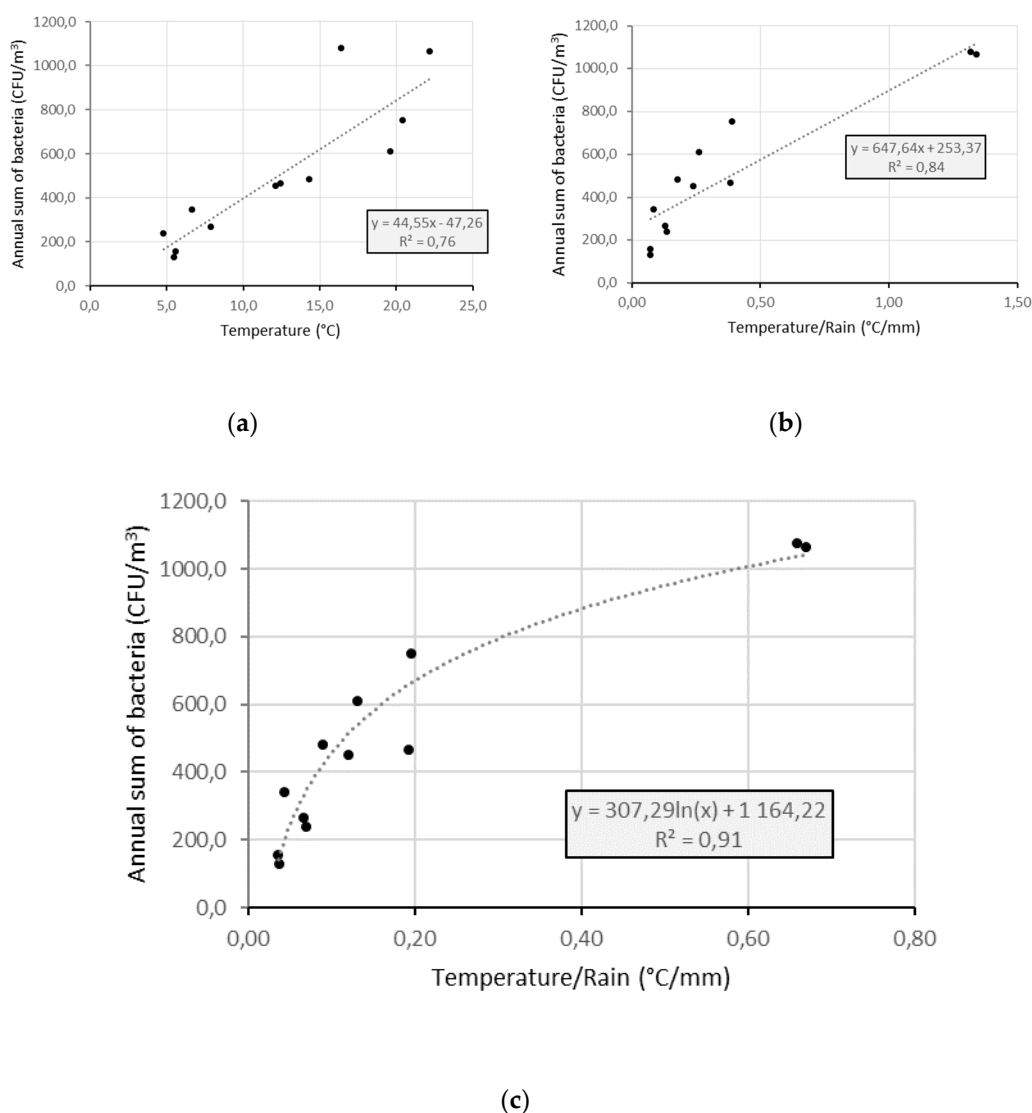 Annual sum of bacteria (CFU/m³)
1200,0
1000,0
800,0
600,0
400,0
200,0
0,0
y = 44,55x - 47,26
R² = 0,76
0,0 5,0 10,0 15,0 20,0 25,0
Temperature (°C)
(a)
Annual sum of bacteria (CFU/m³)
1200,0
1000,0
800,0
600,0
400,0
200,0
0,0
y = 647,64x + 253,37
R² = 0,84
0,00 0,50 1,00 1,50
Temperature/Rain (°C/mm)
(b)
Annual sum of bacteria (CFU/m³)
1200,0
1000,0
800,0
600,0
400,0
200,0
0,0
y = 307,29ln(x) + 1 164,22
R² = 0,91
0,00 0,20 0,40 0,60 0,80
Temperature/Rain (°C/mm)
(c)